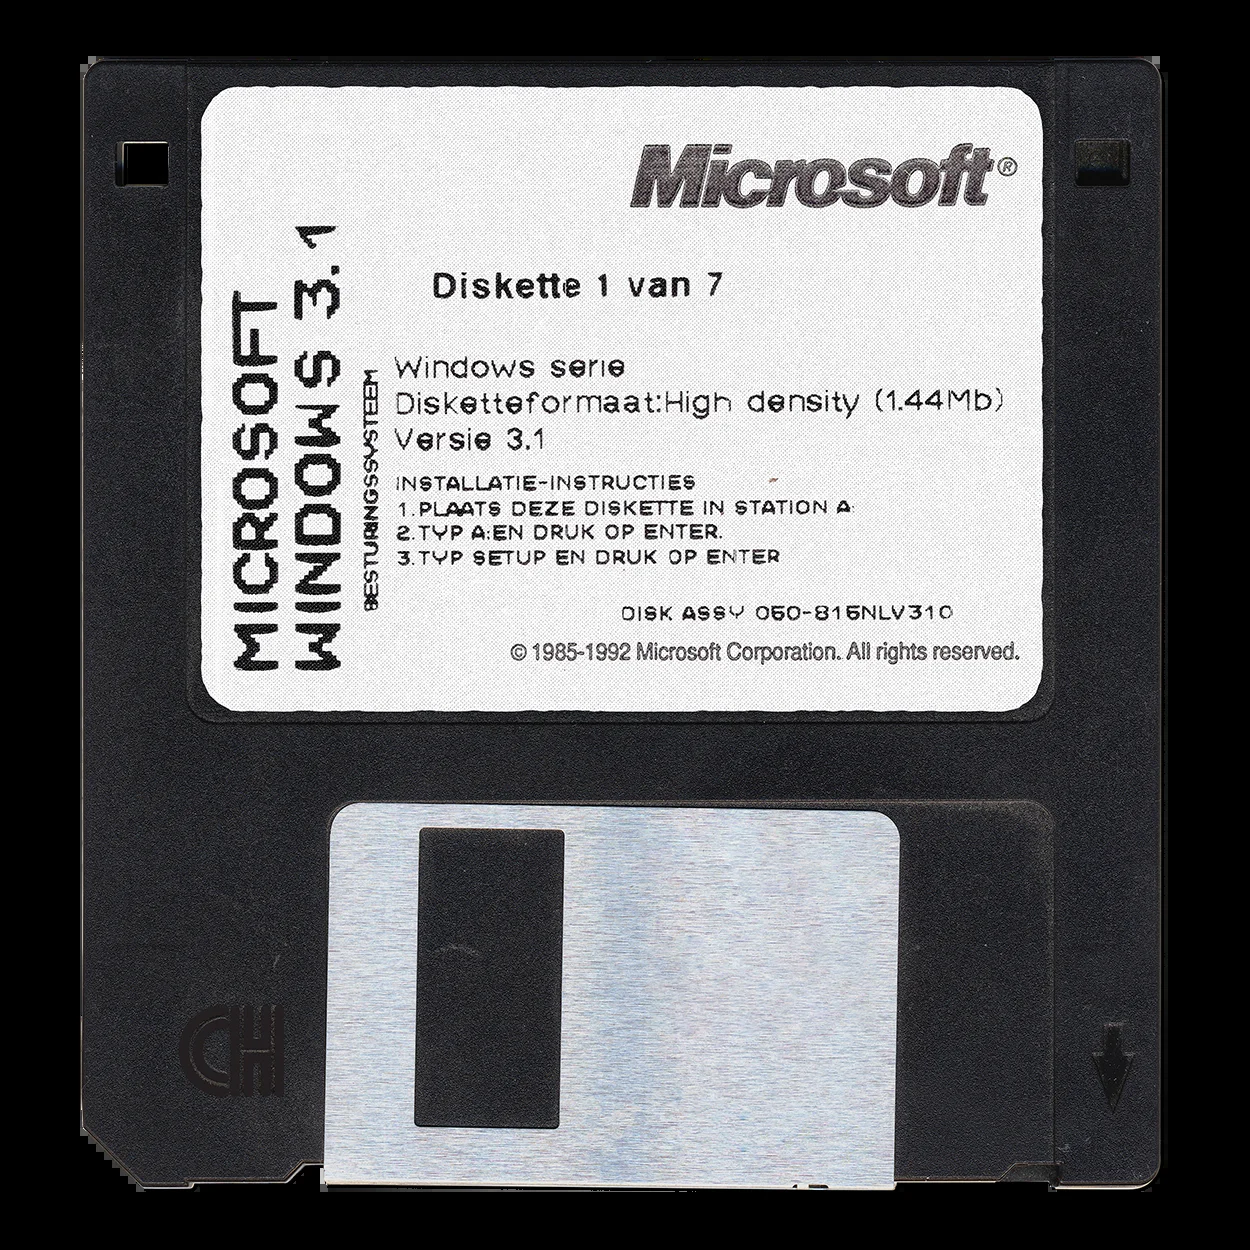 Microsoft®
MICROSOFT
WINDOWS 3.1
BESTURINGSSYSTEEM
Diskette 1 van 7
Windows serie
Disketteformaat:High density (1.44Mb)
Versie 3.1
INSTALLATIE-INSTRUCTIES
1.PLAATS DEZE DISKETTE IN STATION A:
2.TYP A:EN DRUK OP ENTER.
3.TYP SETUP EN DRUK OP ENTER
DISK ASSY 050-815NLV310
© 1985-1992 Microsoft Corporation. All rights reserved.